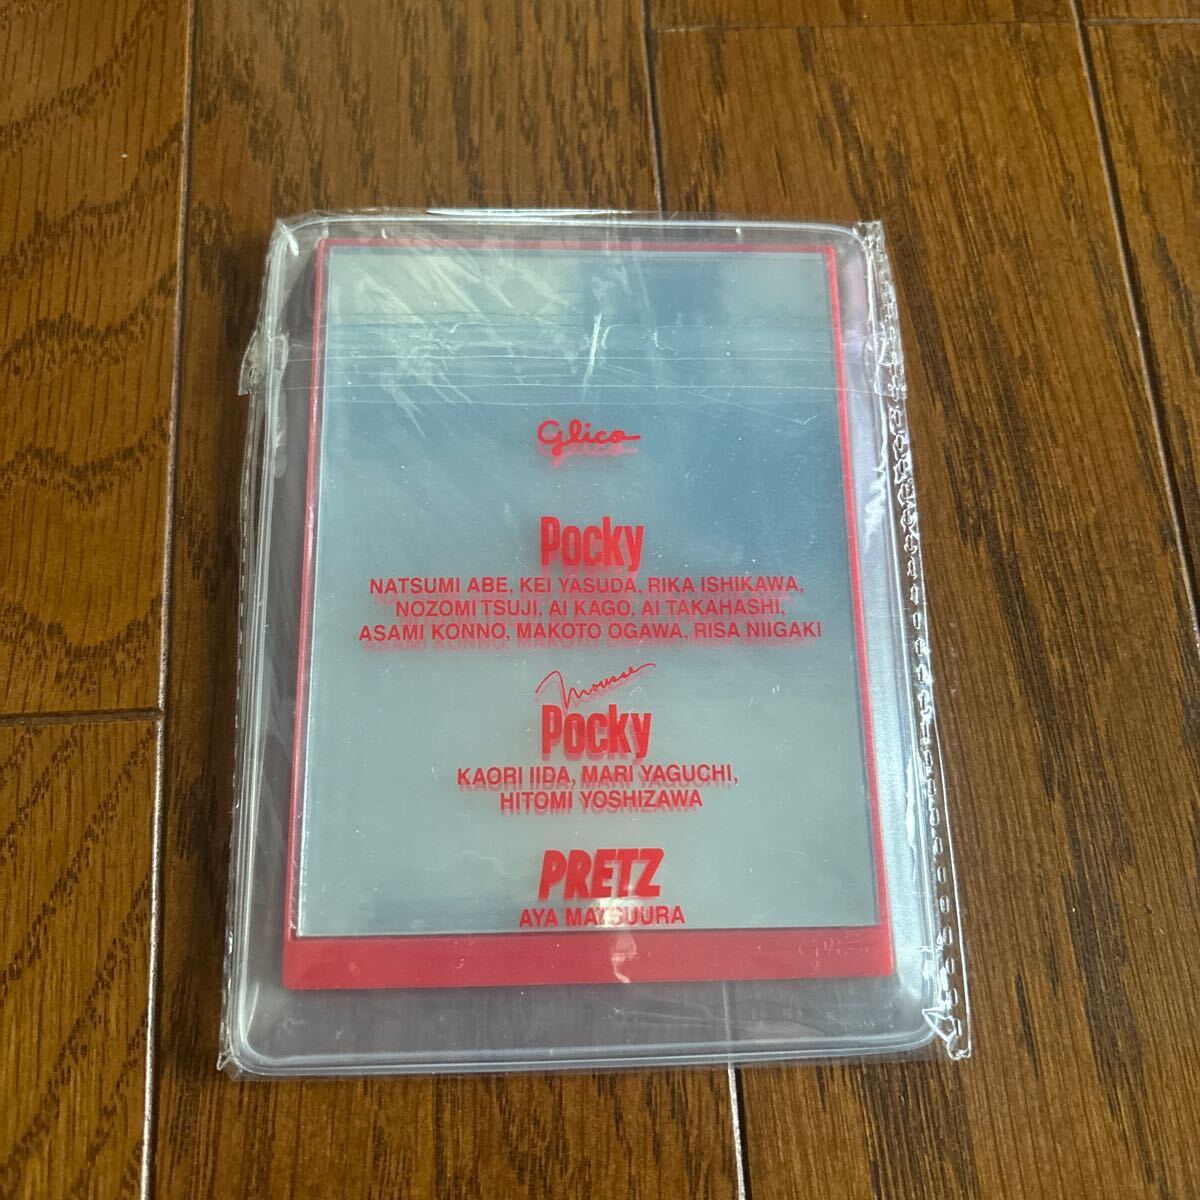 Glico
Pocky
NATSUMI ABE, KEI YASUDA, RIKA ISHIKAWA,
NOZOMI TSUJI, AI KAGO, AI TAKAHASHI,
ASAMI KONNO, MAKOTO OGAWA, RISA NIIGAKI
Mousse
Pocky
KAORI IIDA, MARI YAGUCHI,
HITOMI YOSHIZAWA
PRETZ
AYA MATSUURA